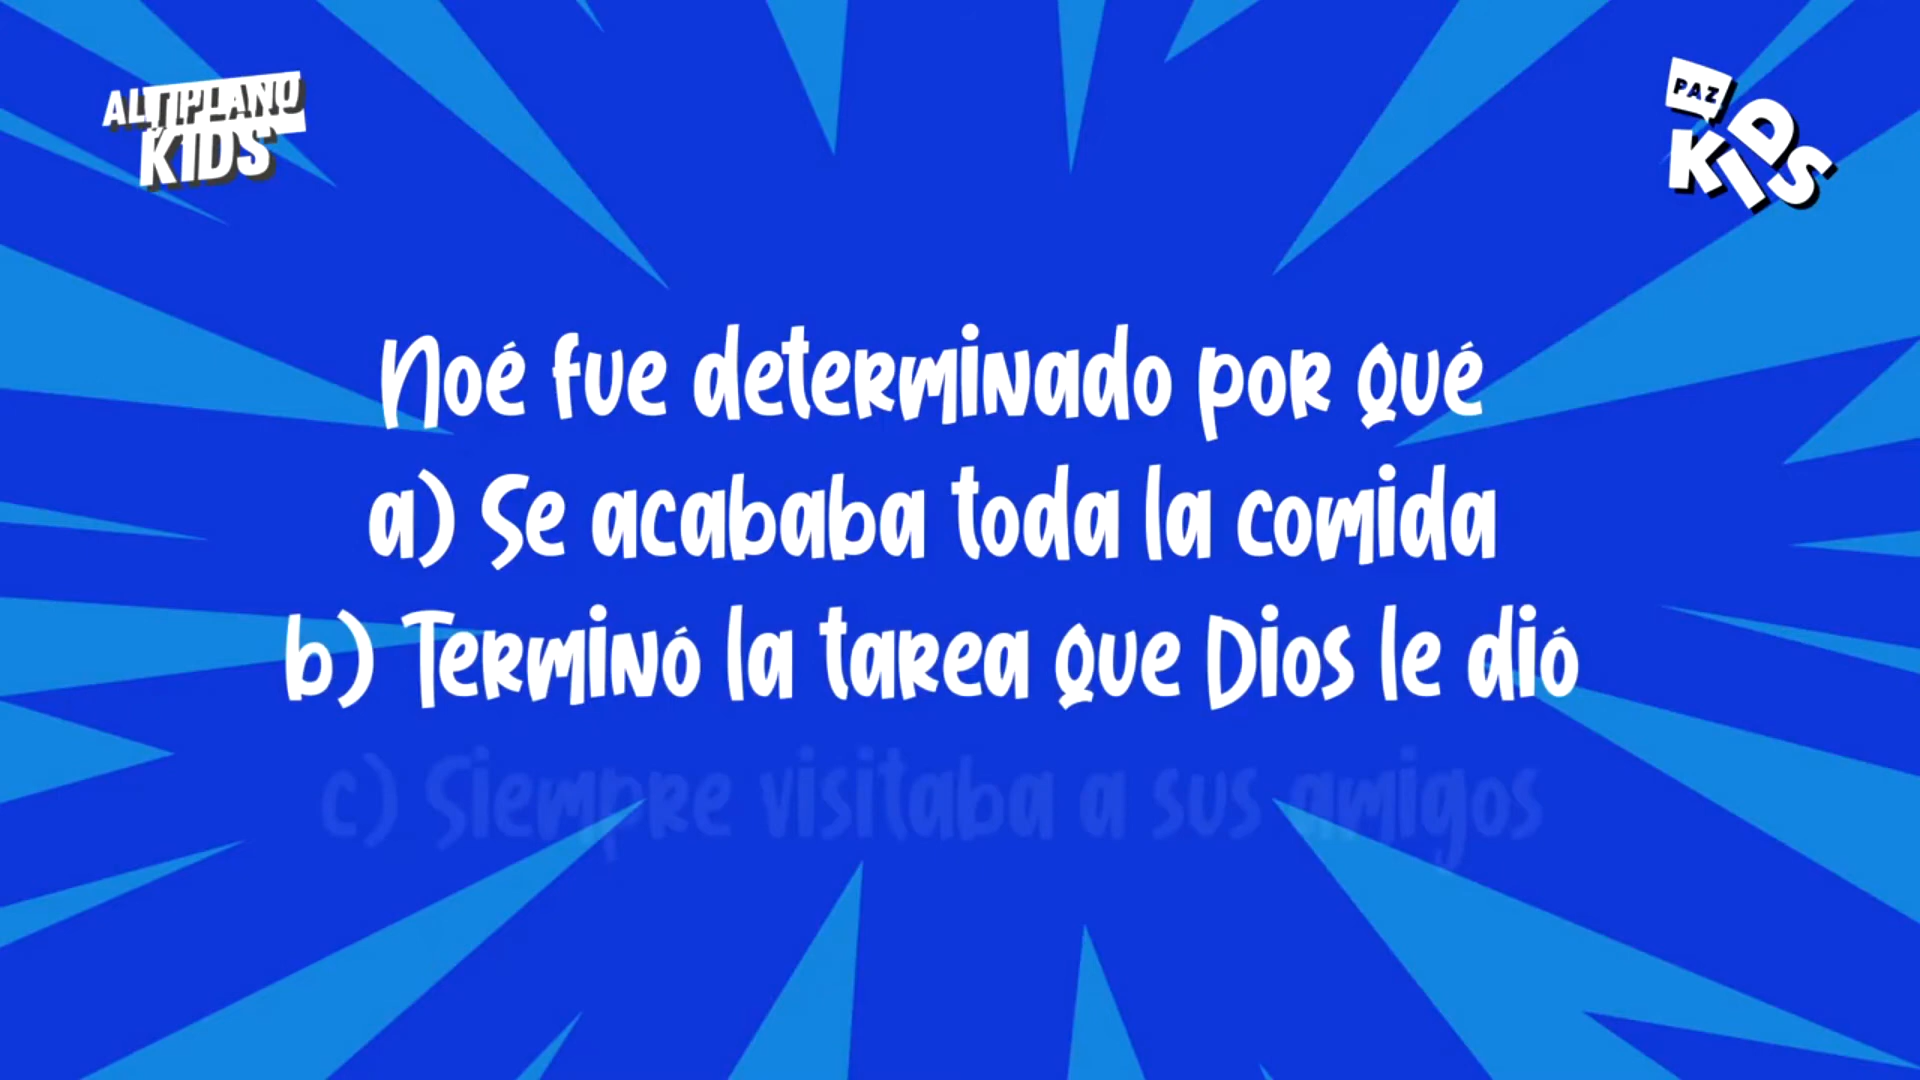 ALTIPLANO
KIDS
PAZ
KIDS
Noé fue determinado por qué
a) Se acababa toda la comida
b) Terminó la tarea que Dios le dió
c) Siempre visitaba a sus amigos